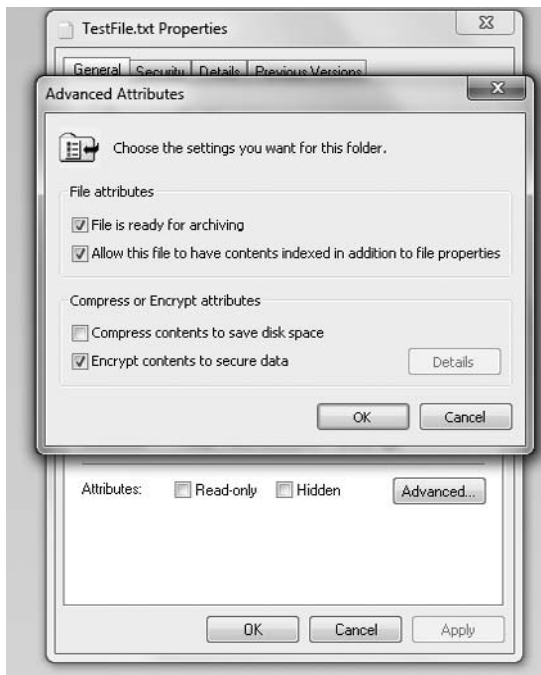 TestFile.txt Properties
General Security Details Previous Versions
Advanced Attributes
Choose the settings you want for this folder.
File attributes
File is ready for archiving
Allow this file to have contents indexed in addition to file properties
Compress or Encrypt attributes
Compress contents to save disk space
Encrypt contents to secure data
Details
OK Cancel
Attributes: Read-only Hidden Advanced...
OK Cancel Apply